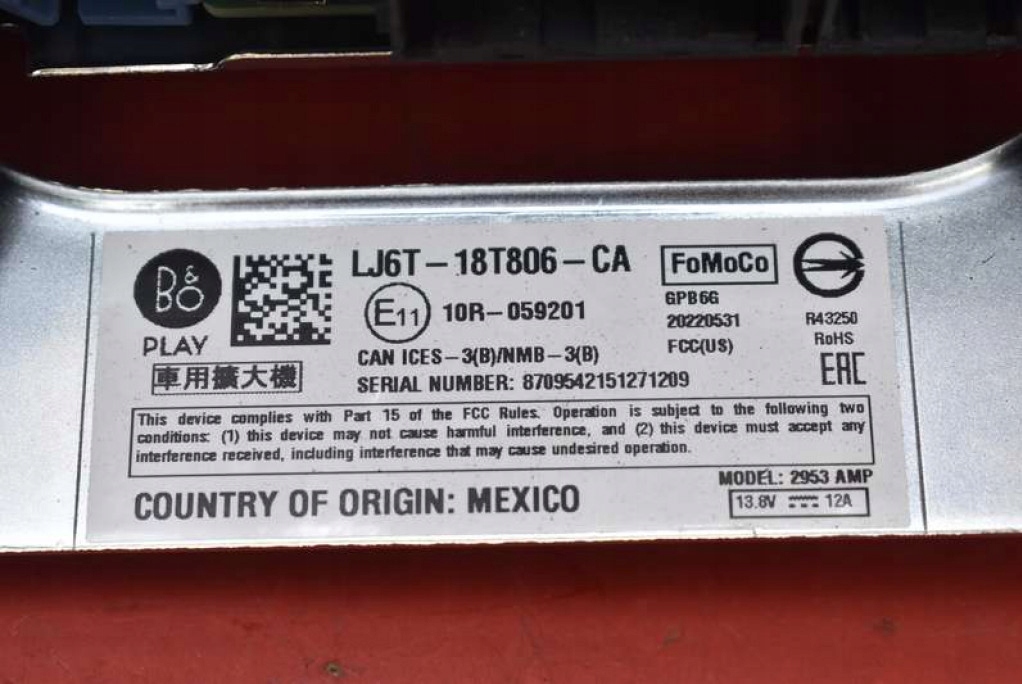 B&O
PLAY
車用擴大機
LJ6T-18T806-CA
E11 10R-059201
CAN ICES-3(B)/NMB-3(B)
SERIAL NUMBER: 8709542151271209
FoMoCo
GPB6G
20220531
FCC(US)
R43250
RoHS
EAC
This device complies with Part 15 of the FCC Rules. Operation is subject to the following two
conditions: (1) this device may not cause harmful interference, and (2) this device must accept any
interference received, including interference that may cause undesired operation.
COUNTRY OF ORIGIN: MEXICO
MODEL: 2953 AMP
13.8V 12A